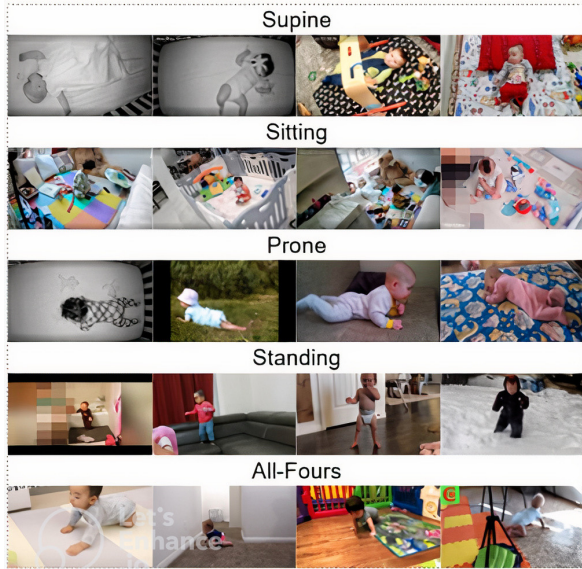 Supine
Sitting
Prone
Standing
All-Fours
Let's
Enhance